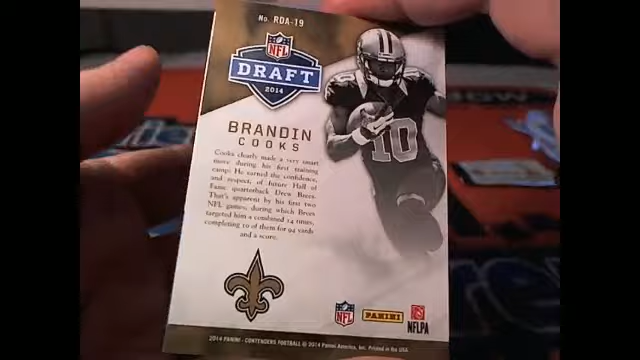 No. RDA-19
NFL
DRAFT
2014
BRANDIN
COOKS
Cooks clearly made a very smart
move during his first training
camp: He earned the confidence,
and respect, of future Hall of
Fame quarterback Drew Brees.
That's apparent by his first two
NFL games, during which Brees
targeted him a combined 14 times,
completing 10 of them for 94 yards
and a score.
10
NFL
PANINI
NFLPA
2014 PANINI - CONTENDERS FOOTBALL © 2014 Panini America, Inc. Printed in the USA